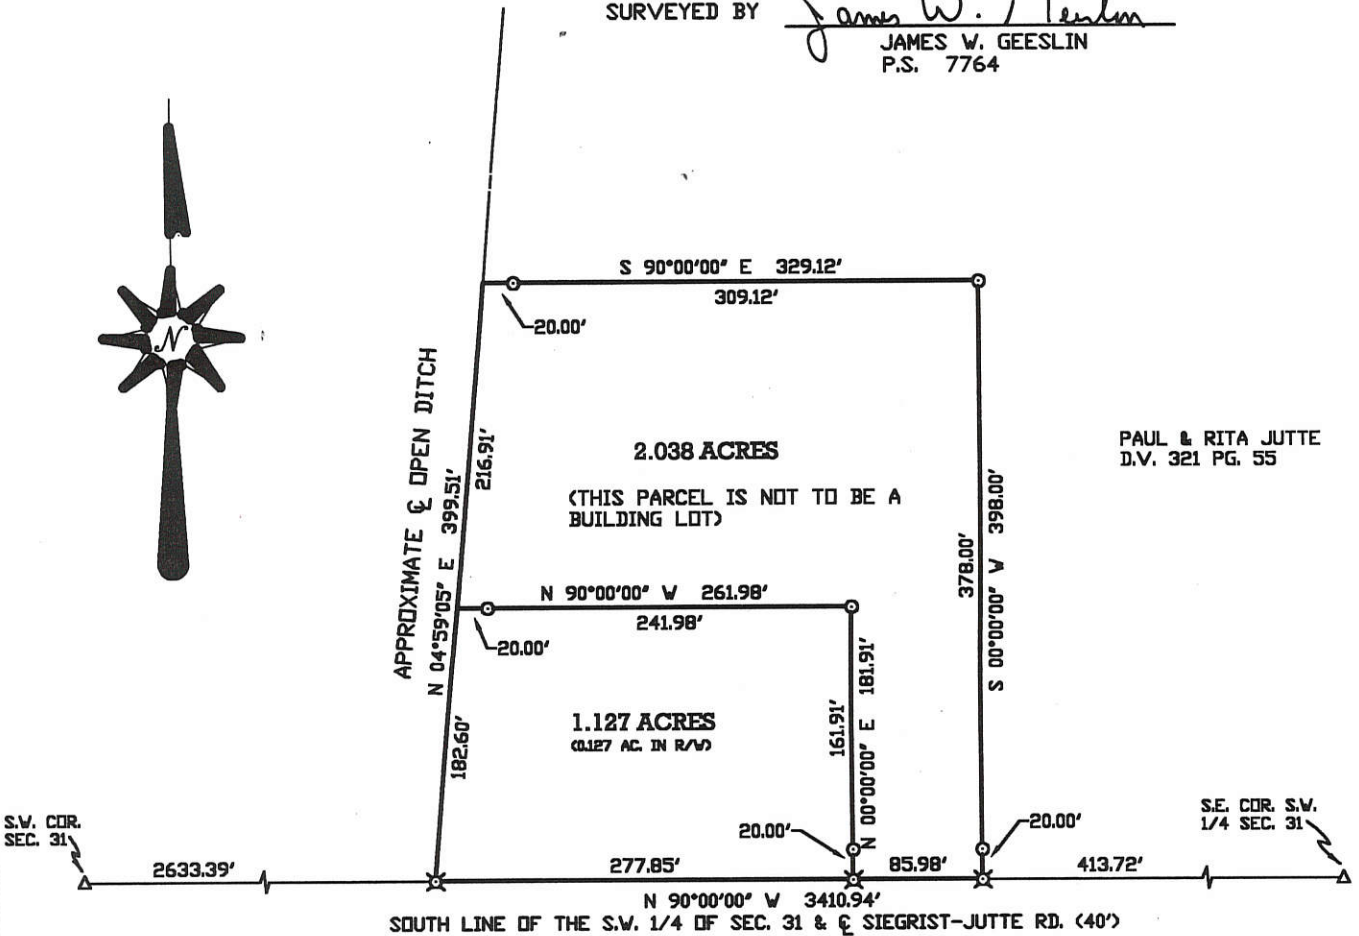 SURVEYED BY James W. Geeslin
JAMES W. GEESLIN
P.S. 7764
N
S 90°00'00" E 329.12'
309.12'
20.00'
APPROXIMATE ℄ OPEN DITCH
N 04°59'05" E 399.51'
216.91'
2.038 ACRES
(THIS PARCEL IS NOT TO BE A
BUILDING LOT)
PAUL & RITA JUTTE
D.V. 321 PG. 55
378.00'
S 00°00'00" W 398.00'
N 90°00'00" W 261.98'
241.98'
20.00'
182.60'
1.127 ACRES
(0.127 AC. IN R/W)
161.91'
N 00°00'00" E 181.91'
20.00'
20.00'
S.W. COR.
SEC. 31
S.E. COR. S.W.
1/4 SEC. 31
2633.39'
277.85'
85.98'
413.72'
N 90°00'00" W 3410.94'
SOUTH LINE OF THE S.W. 1/4 OF SEC. 31 & ℄ SIEGRIST-JUTTE RD. (40')